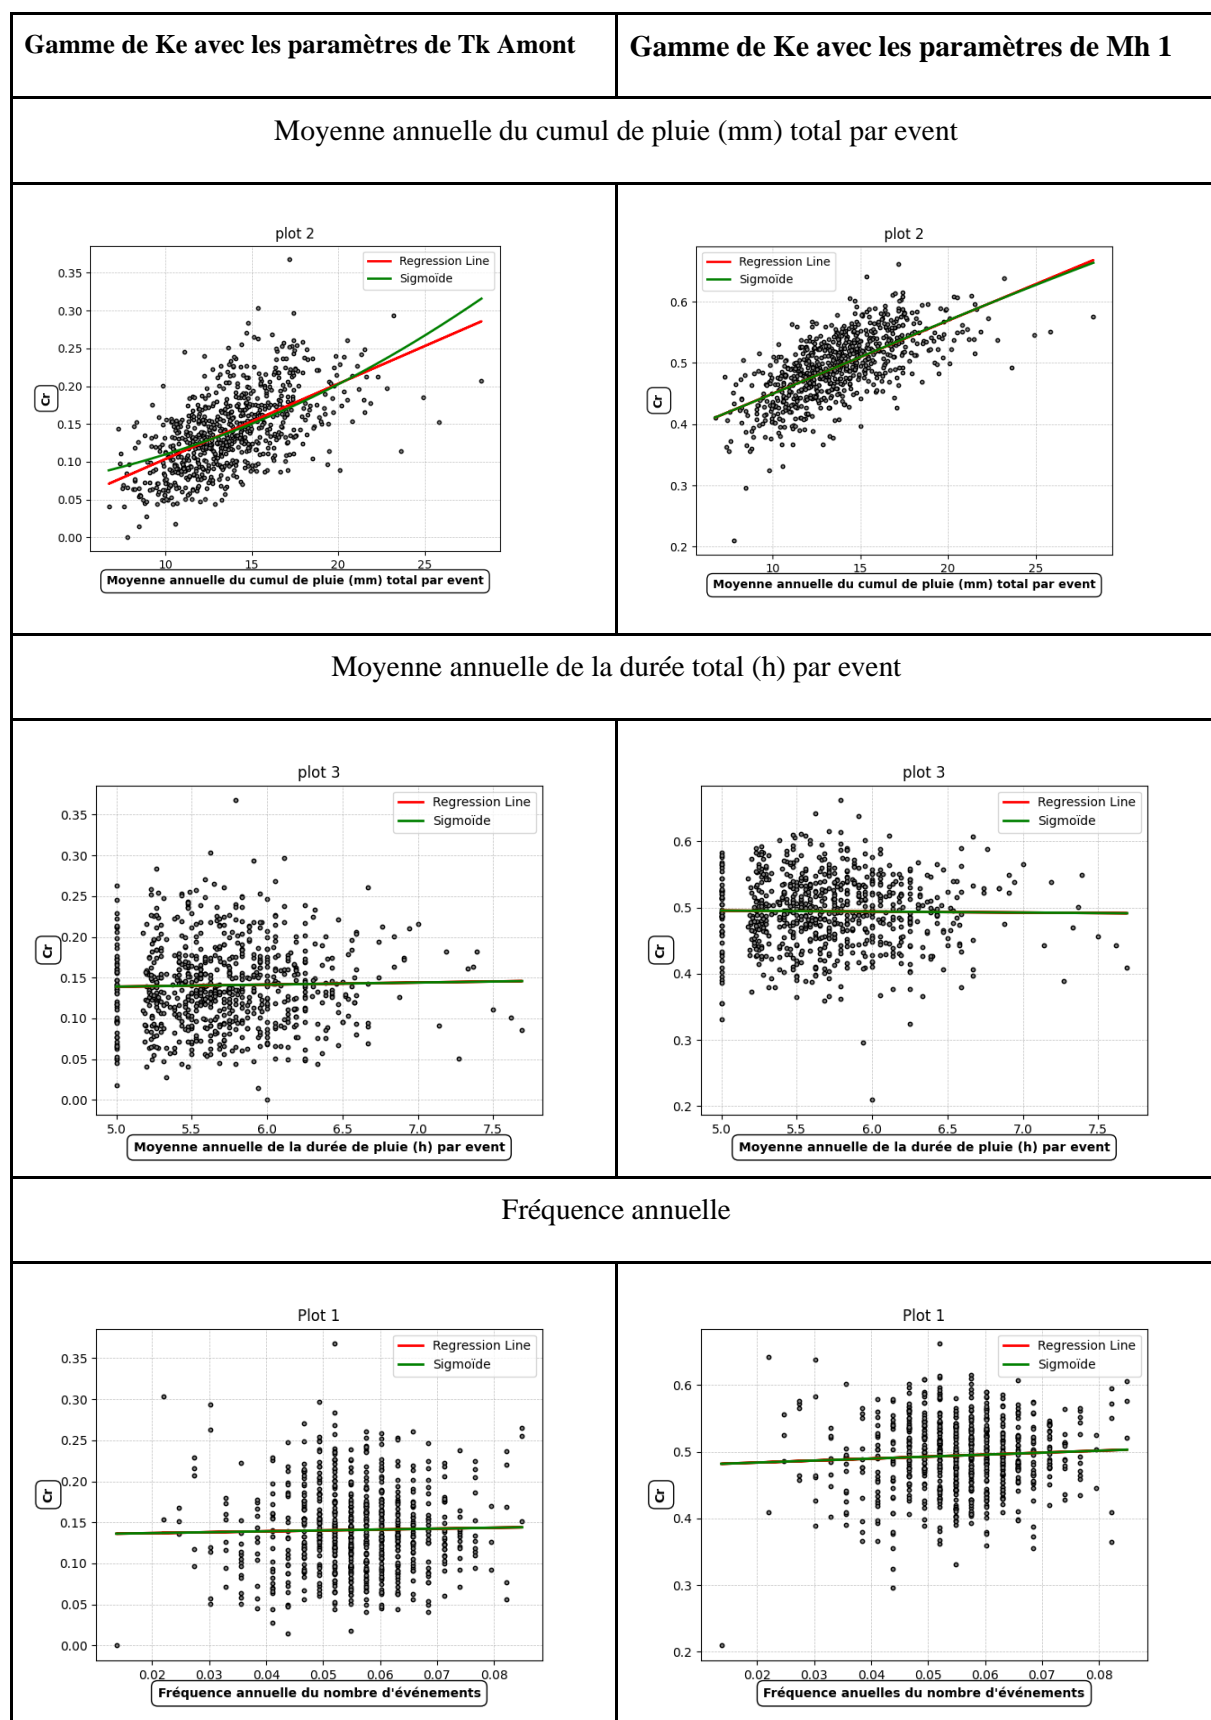 Gamme de Ke avec les paramètres de Tk Amont
Gamme de Ke avec les paramètres de Mh 1
Moyenne annuelle du cumul de pluie (mm) total par event
plot 2
Regression Line
Sigmoïde
0.35
0.30
0.25
0.20
0.15
0.10
0.05
0.00
Cr
10 15 20 25
Moyenne annuelle du cumul de pluie (mm) total par event
plot 2
Regression Line
Sigmoïde
0.6
0.5
0.4
0.3
0.2
Cr
10 15 20 25
Moyenne annuelle du cumul de pluie (mm) total par event
Moyenne annuelle de la durée total (h) par event
plot 3
Regression Line
Sigmoïde
0.35
0.30
0.25
0.20
0.15
0.10
0.05
0.00
Cr
5.0 5.5 6.0 6.5 7.0 7.5
Moyenne annuelle de la durée de pluie (h) par event
plot 3
Regression Line
Sigmoïde
0.6
0.5
0.4
0.3
0.2
Cr
5.0 5.5 6.0 6.5 7.0 7.5
Moyenne annuelle de la durée de pluie (h) par event
Fréquence annuelle
Plot 1
Regression Line
Sigmoïde
0.35
0.30
0.25
0.20
0.15
0.10
0.05
0.00
Cr
0.02 0.03 0.04 0.05 0.06 0.07 0.08
Fréquence annuelle du nombre d'événements
Plot 1
Regression Line
Sigmoïde
0.6
0.5
0.4
0.3
0.2
Cr
0.02 0.03 0.04 0.05 0.06 0.07 0.08
Fréquence anuelles du nombre d'événements